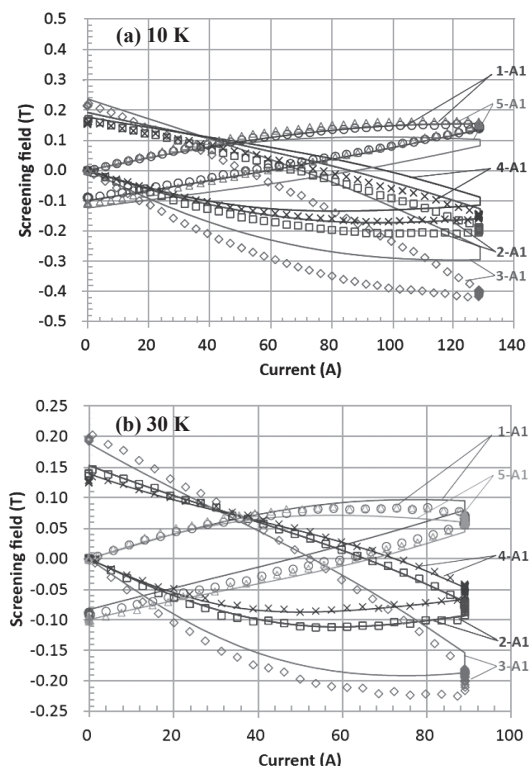 (a) 10 K
Screening field (T)
0.5
0.4
0.3
0.2
0.1
0.0
-0.1
-0.2
-0.3
-0.4
-0.5
0
20
40
60
80
100
120
140
Current (A)
1-A1
5-A1
4-A1
2-A1
3-A1
(b) 30 K
Screening field (T)
0.25
0.20
0.15
0.10
0.05
0.00
-0.05
-0.10
-0.15
-0.20
-0.25
0
20
40
60
80
100
Current (A)
1-A1
5-A1
4-A1
2-A1
3-A1